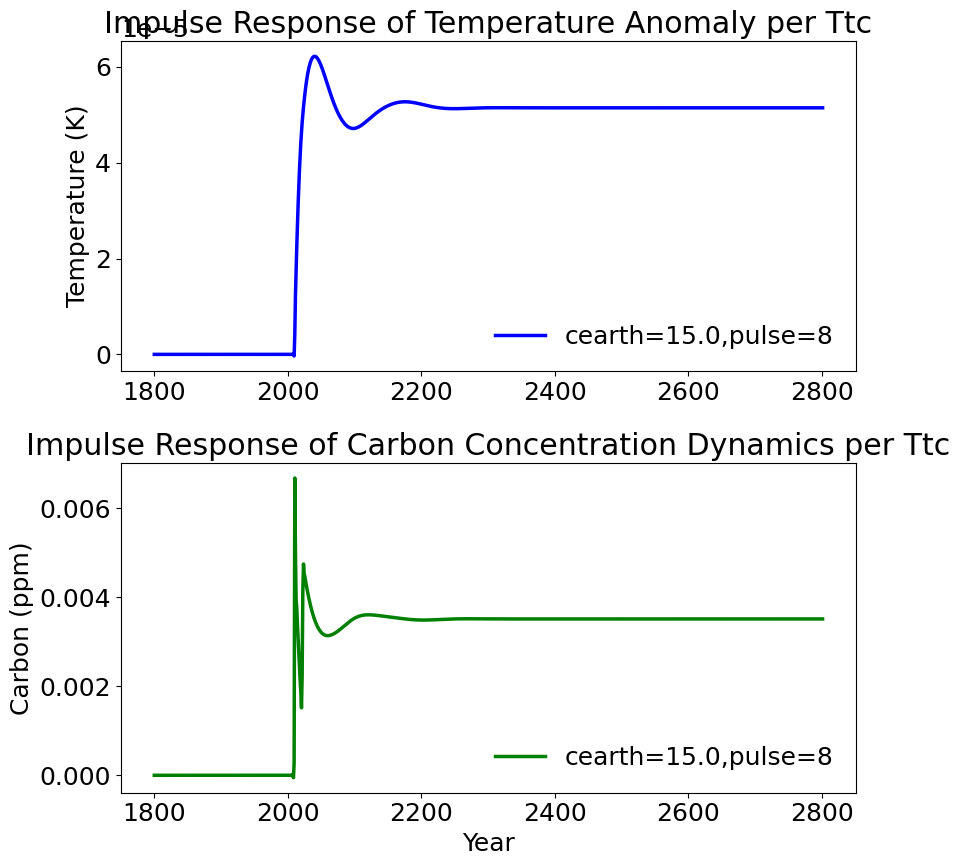 Impulse Response of Temperature Anomaly per Ttc
1e−5
6
4
2
0
Temperature (K)
cearth=15.0,pulse=8
1800 2000 2200 2400 2600 2800
Impulse Response of Carbon Concentration Dynamics per Ttc
0.006
0.004
0.002
0.000
Carbon (ppm)
cearth=15.0,pulse=8
1800 2000 2200 2400 2600 2800
Year